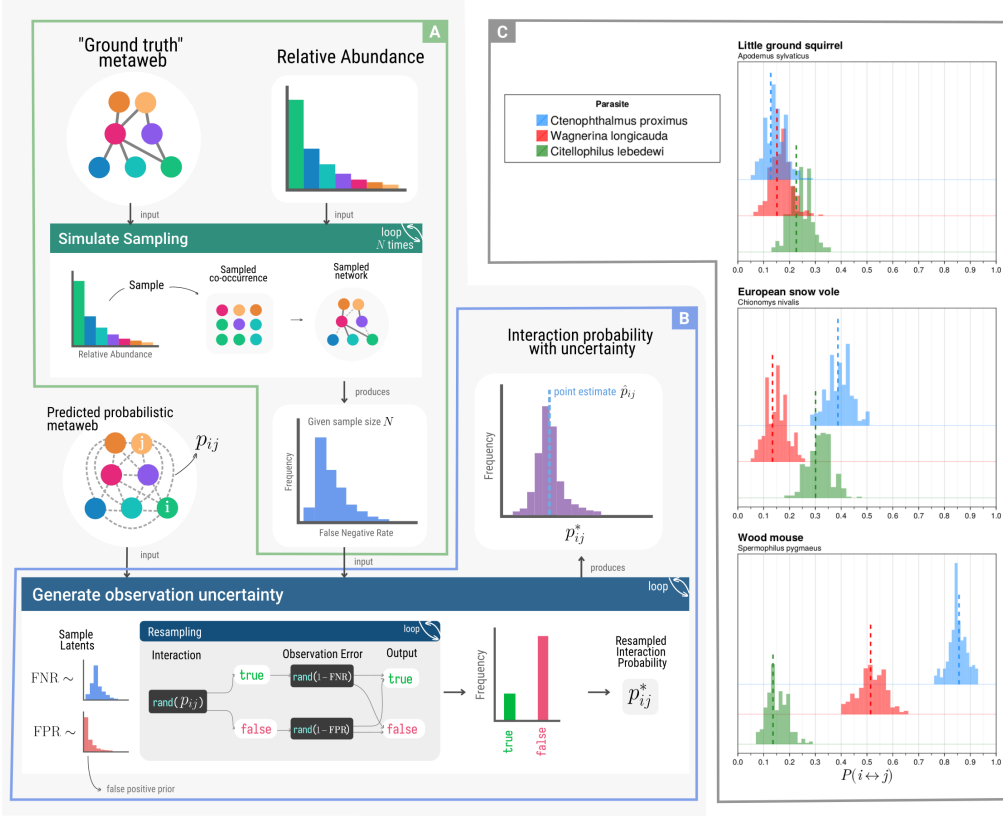 A
"Ground truth"
metaweb
Relative Abundance
input
input
Simulate Sampling
loop
N times
Sample
Relative Abundance
Sampled
co-occurrence
Sampled
network
produces
Given sample size N
Frequency
False Negative Rate
Predicted probabilistic
metaweb
j
i
p_{ij}
input
input
B
Interaction probability
with uncertainty
point estimate p̂_{ij}
Frequency
p^*_{ij}
produces
Generate observation uncertainty
loop
Sample
Latents
FNR ~
FPR ~
false positive prior
Resampling
loop
Interaction
Observation Error
Output
rand(p_{ij})
true
false
rand(1 − FNR)
rand(1 − FPR)
true
false
Frequency
true
false
Resampled
Interaction
Probability
p^*_{ij}
C
Parasite
Ctenophthalmus proximus
Wagnerina longicauda
Citellophilus lebedewi
Little ground squirrel
Apodemus sylvaticus
0.0 0.1 0.2 0.3 0.4 0.5 0.6 0.7 0.8 0.9 1.0
European snow vole
Chionomys nivalis
0.0 0.1 0.2 0.3 0.4 0.5 0.6 0.7 0.8 0.9 1.0
Wood mouse
Spermophilus pygmaeus
0.0 0.1 0.2 0.3 0.4 0.5 0.6 0.7 0.8 0.9 1.0
P(i↔j)